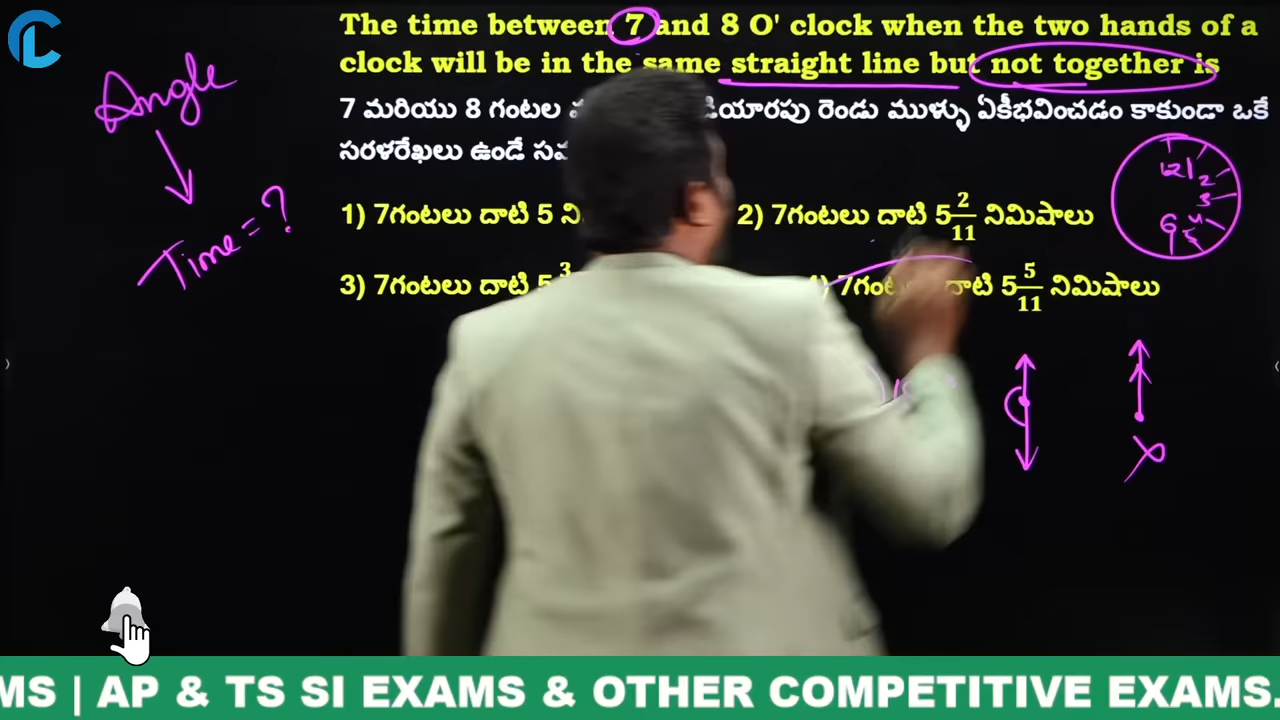 The time between 7 and 8 O' clock when the two hands of a
clock will be in the same straight line but not together is
7 మరియు 8 గంటల రెండు ముళ్ళు ఏకీభవించడం కాకుండా ఒకే
సరళరేఖలు ఉండే
1) 7గంటలు దాటి 5
2) 7గంటలు దాటి 5 2/11 నిమిషాలు
3) 7గంటలు దాటి 5
4) దాటి 5 5/11 నిమిషాలు
Angle
Time = ?
12 1
2
3
6 5 4
MS | AP & TS SI EXAMS & OTHER COMPETITIVE EXAMS.